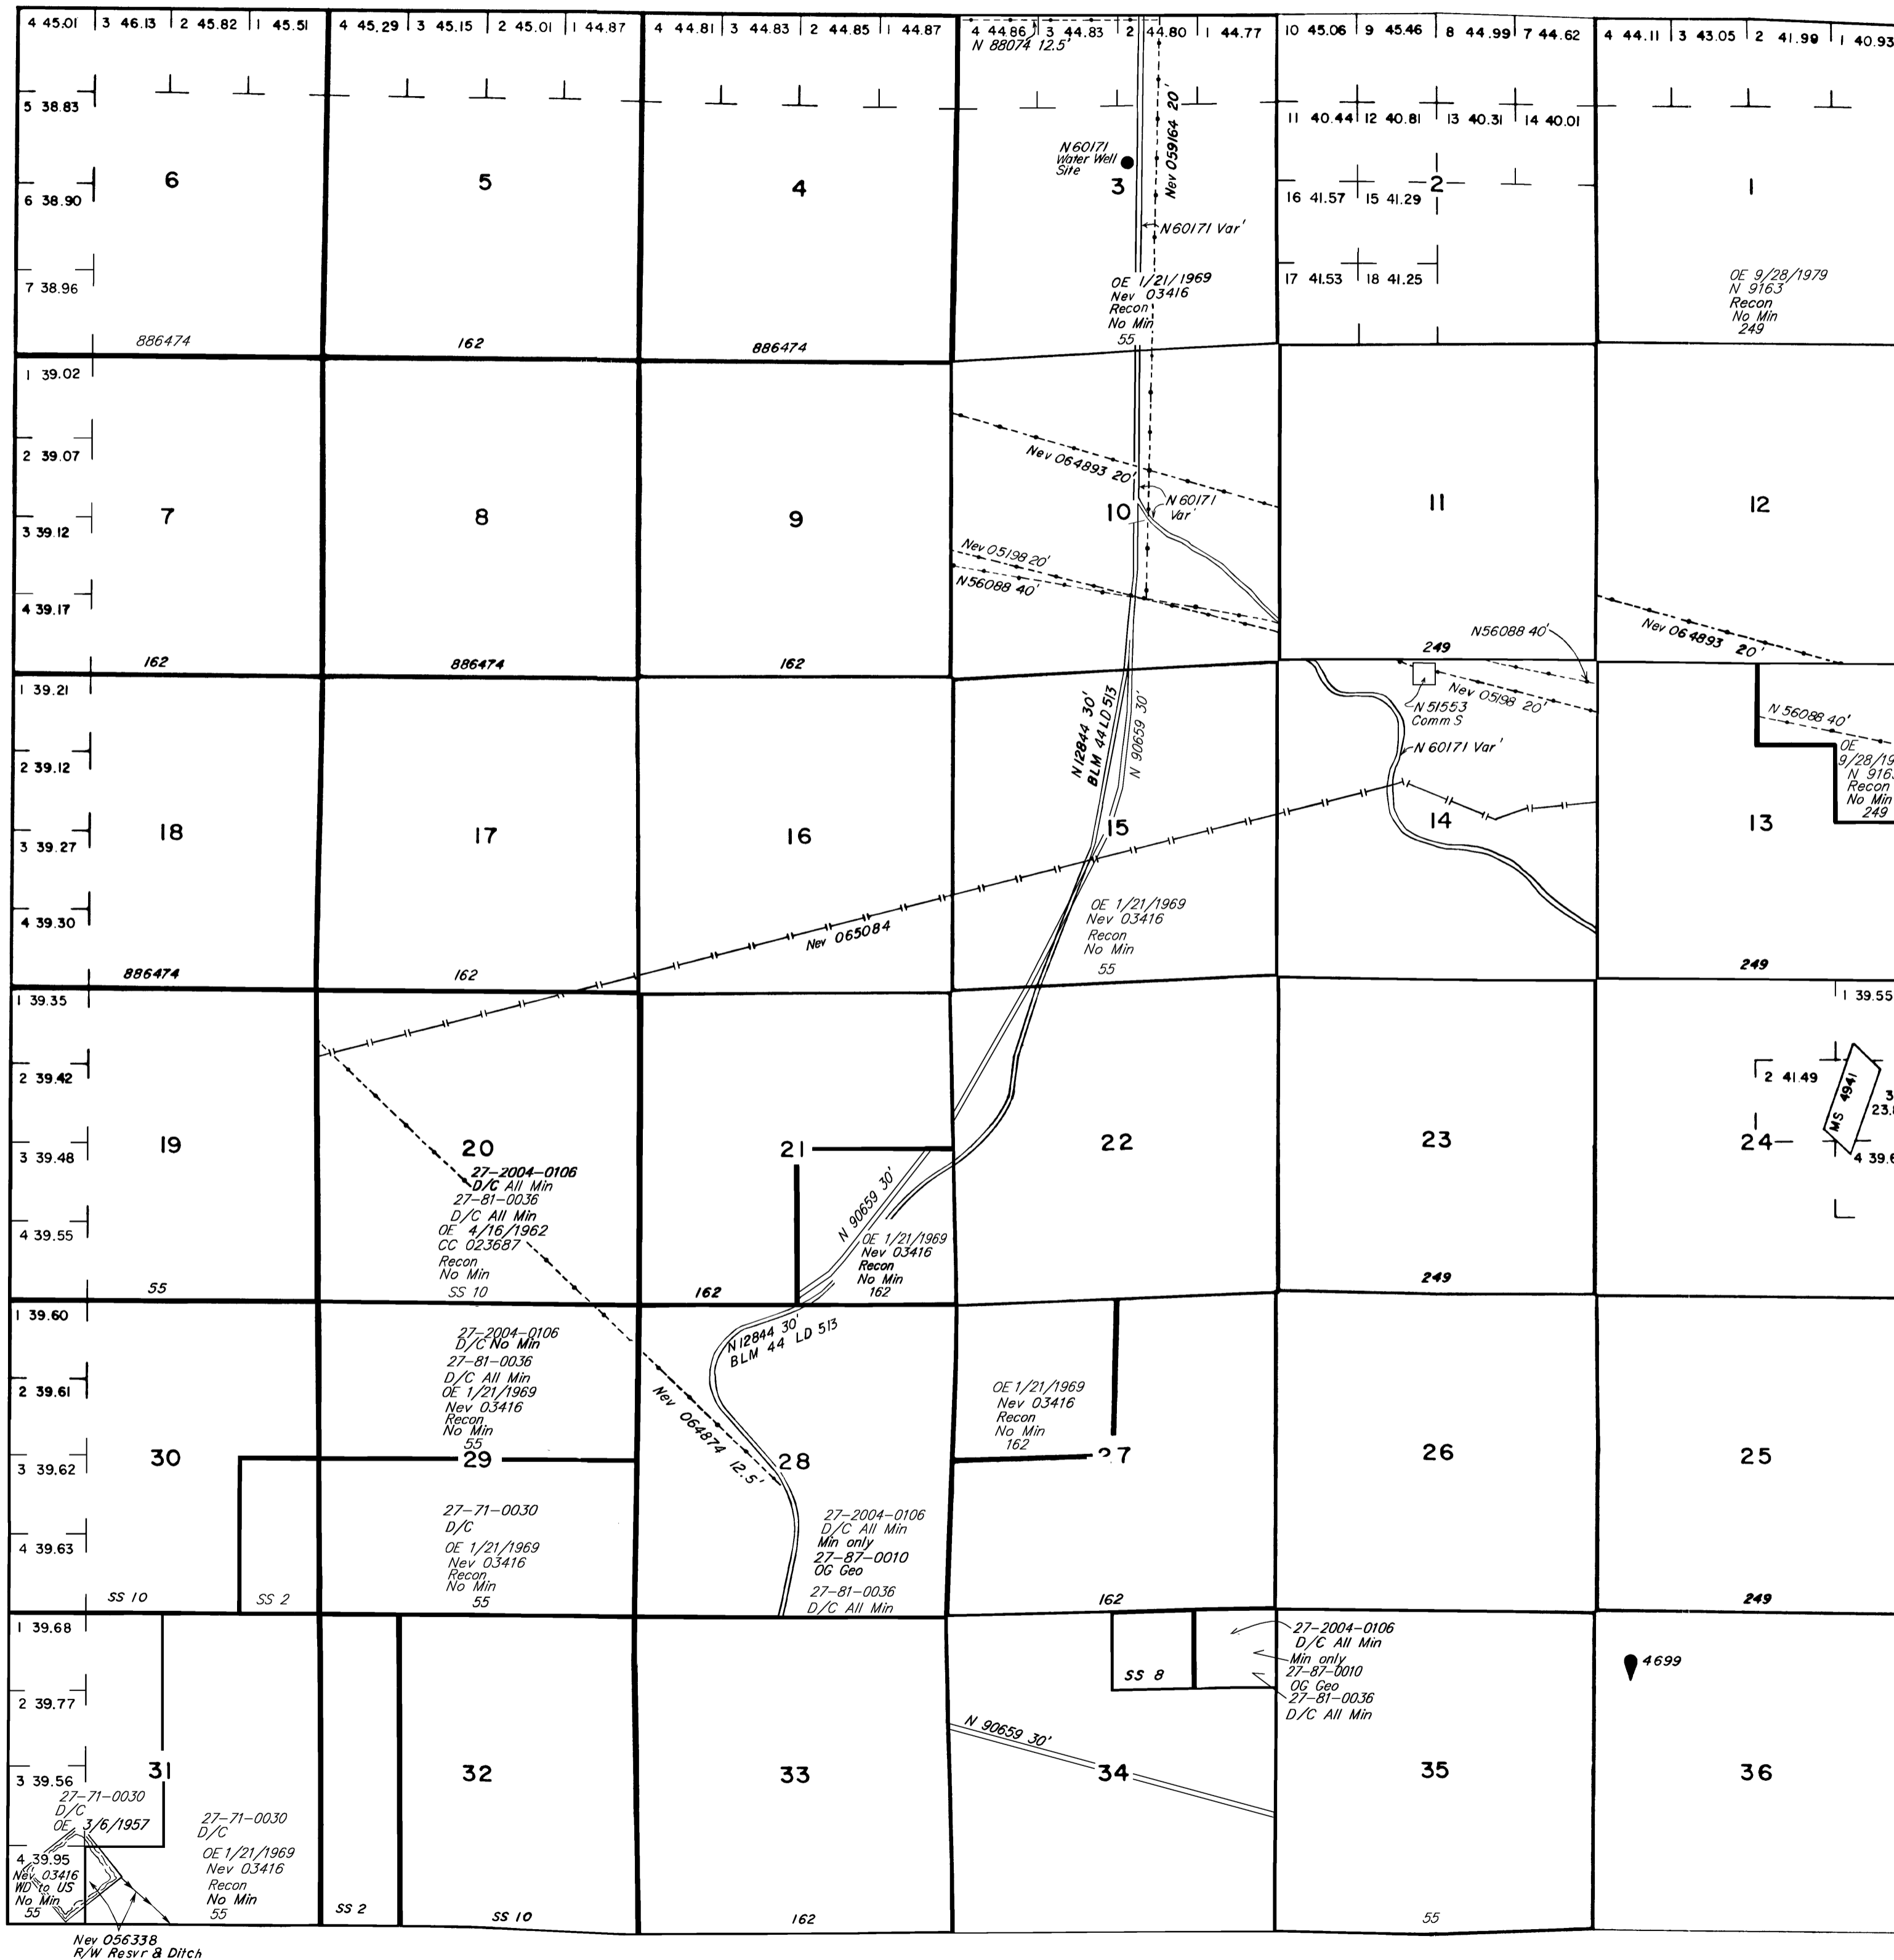 4 45.01 3 46.13 2 45.82 1 45.51 4 45.29 3 45.15 2 45.01 1 44.87 4 44.81 3 44.83 2 44.85 1 44.87 4 44.86 3 44.83 2 44.80 1 44.77 10 45.06 9 45.46 8 44.99 7 44.62 4 44.11 3 43.05 2 41.99 1 40.93
N 88074 12.5'
5 38.83
11 40.44 12 40.81 13 40.31 14 40.01
Nev 059164 20'
N60171
Water Well
Site
6 5 4 3 2 1
6 38.90
16 41.57 15 41.29
N60171 Var'
7 38.96
17 41.53 18 41.25
OE 1/21/1969
Nev 03416
Recon
No Min
55
OE 9/28/1979
N 9163
Recon
No Min
249
886474
162
886474
1 39.02
2 39.07
Nev 064893 20'
N60171
Var'
7 8 9 10 11 12
3 39.12
Nev 05198 20'
N56088 40'
4 39.17
N56088 40'
Nev 064893 20'
162
886474
162
249
1 39.21
N12844 30'
BLM 44 LD 513
N 90659 30'
Nev 05198 20'
N51553
Comm S
N 60171 Var'
N 56088 40'
2 39.12
OE
Recon
No Min
249
18 17 16 15 14 13
3 39.27
4 39.30
Nev 065084
OE 1/21/1969
Nev 03416
Recon
No Min
55
886474
162
249
1 39.35
1 39.55
2 39.42
2 41.49
MS 4941
19 20 21 22 23 24
3 39.48
27-2004-0106
D/C All Min
27-81-0036
D/C All Min
OE 4/16/1962
CC 023687
Recon
No Min
SS 10
4 39.55
N 90659 30'
OE 1/21/1969
Nev 03416
Recon
No Min
162
55
162
249
1 39.60
27-2004-0106
D/C No Min
27-81-0036
D/C All Min
OE 1/21/1969
Nev 03416
Recon
No Min
55
N12844 30'
BLM 44 LD 513
2 39.61
Nev 064874 12.5'
OE 1/21/1969
Nev 03416
Recon
No Min
162
30 29 28 27 26 25
3 39.62
27-71-0030
D/C
OE 1/21/1969
Nev 03416
Recon
No Min
55
27-2004-0106
D/C All Min
Min only
27-87-0010
OG Geo
27-81-0036
D/C All Min
4 39.63
SS 10
SS 2
162
249
1 39.68
SS 8
27-2004-0106
D/C All Min
Min only
27-87-0010
OG Geo
27-81-0036
D/C All Min
4699
2 39.77
N 90659 30'
31 32 33 34 35 36
3 39.56
27-71-0030
D/C
OE 3/6/1957
4 39.95
Nev 03416
WD to US
No Min
55
27-71-0030
D/C
OE 1/21/1969
Nev 03416
Recon
No Min
55
SS 2
SS 10
162
55
Nev 056338
R/W Resvr & Ditch